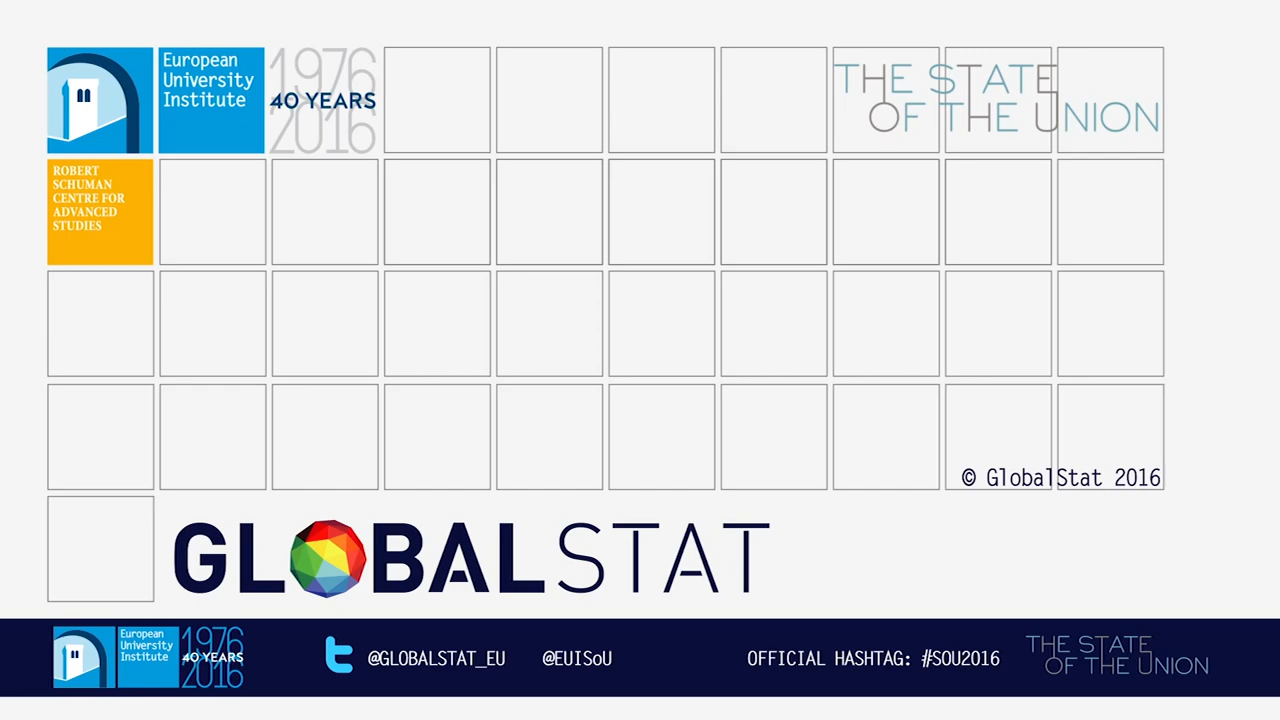 European
University
Institute
1976
40 YEARS
2016
THE STATE
OF THE UNION
ROBERT
SCHUMAN
CENTRE FOR
ADVANCED
STUDIES
© GlobalStat 2016
GLOBALSTAT
European
University
Institute
1976
40 YEARS
2016
@GLOBALSTAT_EU @EUISoU OFFICIAL HASHTAG: #SOU2016
THE STATE
OF THE UNION